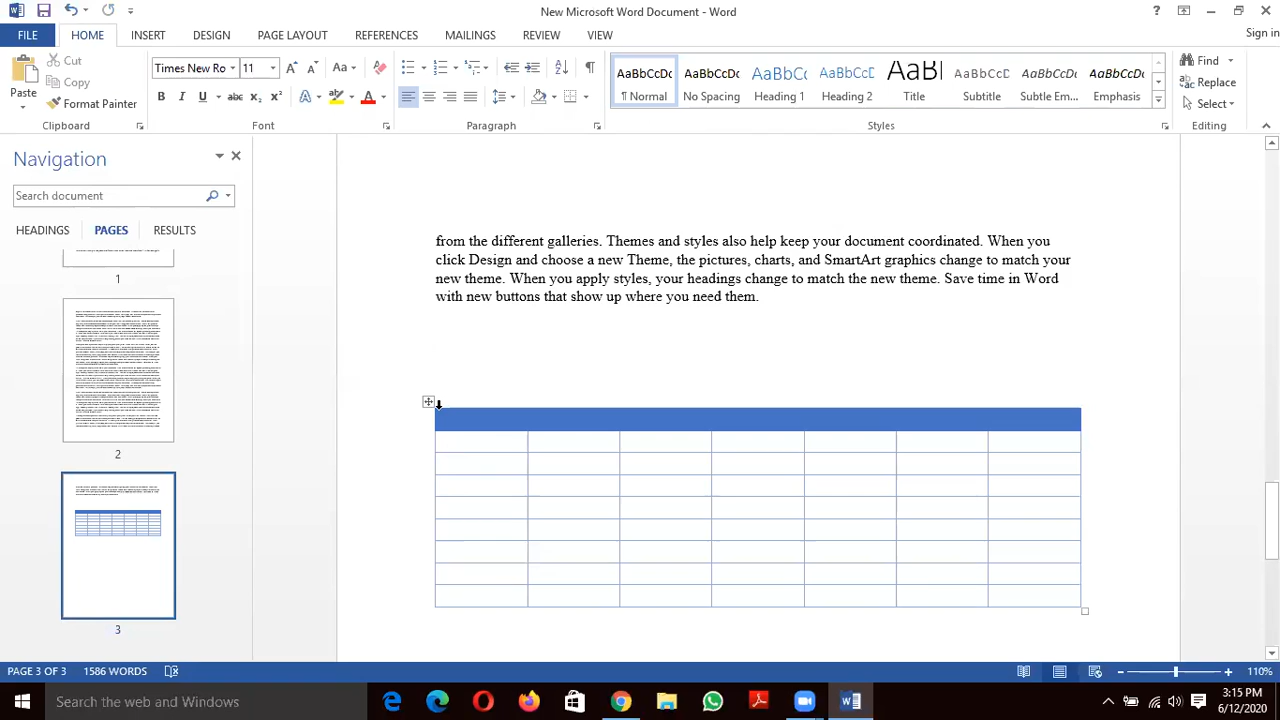 New Microsoft Word Document - Word
?
FILE HOME INSERT DESIGN PAGE LAYOUT REFERENCES MAILINGS REVIEW VIEW Sign in
Paste
Cut
Copy
Format Painter
Clipboard
Times New Ro 11
Aa
B I U abc x₂ x² A A
Font
Paragraph
AaBbCcDc AaBbCcDc AaBbCc AaBbCcC AaBl AaBbCcD AaBbCcDc AaBbCcDc
¶ Normal No Spacing Heading 1 Heading 2 Title Subtitle Subtle Em... Emphasis
Styles
Find
Replace
Select
Editing
Navigation
Search document
HEADINGS PAGES RESULTS
1
2
3
from the different galleries. Themes and styles also help keep your document coordinated. When you
click Design and choose a new Theme, the pictures, charts, and SmartArt graphics change to match your
new theme. When you apply styles, your headings change to match the new theme. Save time in Word
with new buttons that show up where you need them.
PAGE 3 OF 3 1586 WORDS 110%
Search the web and Windows
3:15 PM
6/12/2020